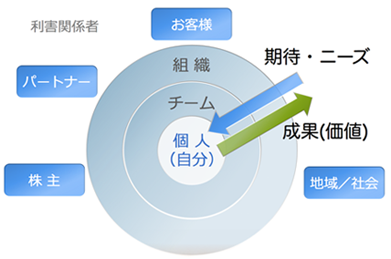 利害関係者
お客様
組 織
期待・ニーズ
パートナー
チーム
成果(価値)
個 人
(自分)
株 主
地域／社会